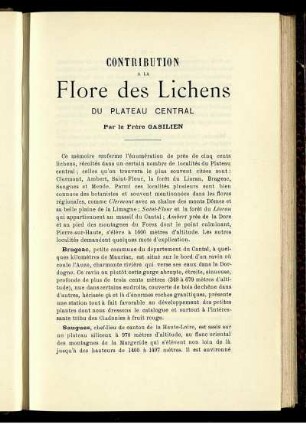 CONTRIBUTION
A LA
Flore des Lichens
DU PLATEAU CENTRAL
Par le Frère GASILIEN
Ce mémoire renferme l'énumération de près de cinq cents
lichens, récoltés dans un certain nombre de localités du Plateau
central ; celles qu'on trouvera le plus souvent citées sont :
Clermont, Ambert, Saint-Flour, la forêt du Lioran, Brageac,
Saugues et Mende. Parmi ces localités plusieurs sont bien
connues des botanistes et souvent mentionnées dans les flores
régionales, comme Clermont avec sa chaîne des monts Dômes et
sa belle plaine de la Limagne ; Saint-Flour et la forêt du Lioran
qui appartiennent au massif du Cantal ; Ambert près de la Dore
et au pied des montagnes du Forez dont le point culminant,
Pierre-sur-Haute, s'élève à 1600 mètres d'altitude. Les autres
localités demandent quelques mots d'explication.
Brageac, petite commune du département du Cantal, à quel-
ques kilomètres de Mauriac, est situé sur le bord d'un ravin où
coule l'Auze, charmante rivière qui verse ses eaux dans la Dor-
dogne. Ce ravin ou plutôt cette gorge abrupte, étroite, sinueuse,
profonde de plus de trois cents mètres (340 à 670 mètres d'alti-
tude), nue dans certains endroits, couverte de bois de chêne dans
d'autres, hérissée çà et là d'énormes roches granitiques, présente
une station tout à fait favorable au développement des petites
plantes dont nous dressons le catalogue et surtout à l'intéres-
sante tribu des Cladoniés à fruit rouge.
Saugues, chef-lieu de canton de la Haute-Loire, est assis sur
un plateau siliceux à 970 mètres d'altitude, au flanc oriental
des montagnes de la Margeride qui s'élèvent non loin de là
jusqu'à des hauteurs de 1400 à 1497 mètres. Il est environné